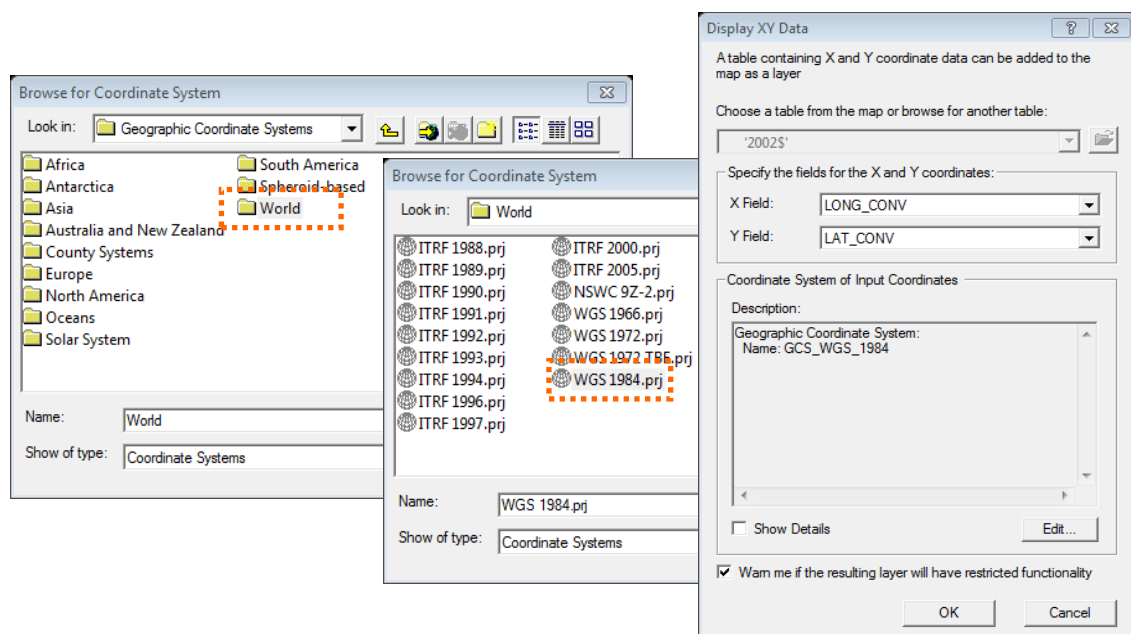 Browse for Coordinate System
Look in:
Geographic Coordinate Systems
Africa
Antarctica
Asia
Australia and New Zealand
County Systems
Europe
North America
Oceans
Solar System
South America
Spheroid-based
World
Name:
World
Show of type:
Coordinate Systems
Browse for Coordinate System
Look in:
World
ITRF 1988.prj
ITRF 1989.prj
ITRF 1990.prj
ITRF 1991.prj
ITRF 1992.prj
ITRF 1993.prj
ITRF 1994.prj
ITRF 1996.prj
ITRF 1997.prj
ITRF 2000.prj
ITRF 2005.prj
NSWC 9Z-2.prj
WGS 1966.prj
WGS 1972.prj
WGS 1972 TBE.prj
WGS 1984.prj
Name:
WGS 1984.prj
Show of type:
Coordinate Systems
Display XY Data
?
A table containing X and Y coordinate data can be added to the
map as a layer
Choose a table from the map or browse for another table:
'2002$'
Specify the fields for the X and Y coordinates:
X Field:
LONG_CONV
Y Field:
LAT_CONV
Coordinate System of Input Coordinates
Description:
Geographic Coordinate System:
Name: GCS_WGS_1984
Show Details
Edit...
Warn me if the resulting layer will have restricted functionality
OK
Cancel